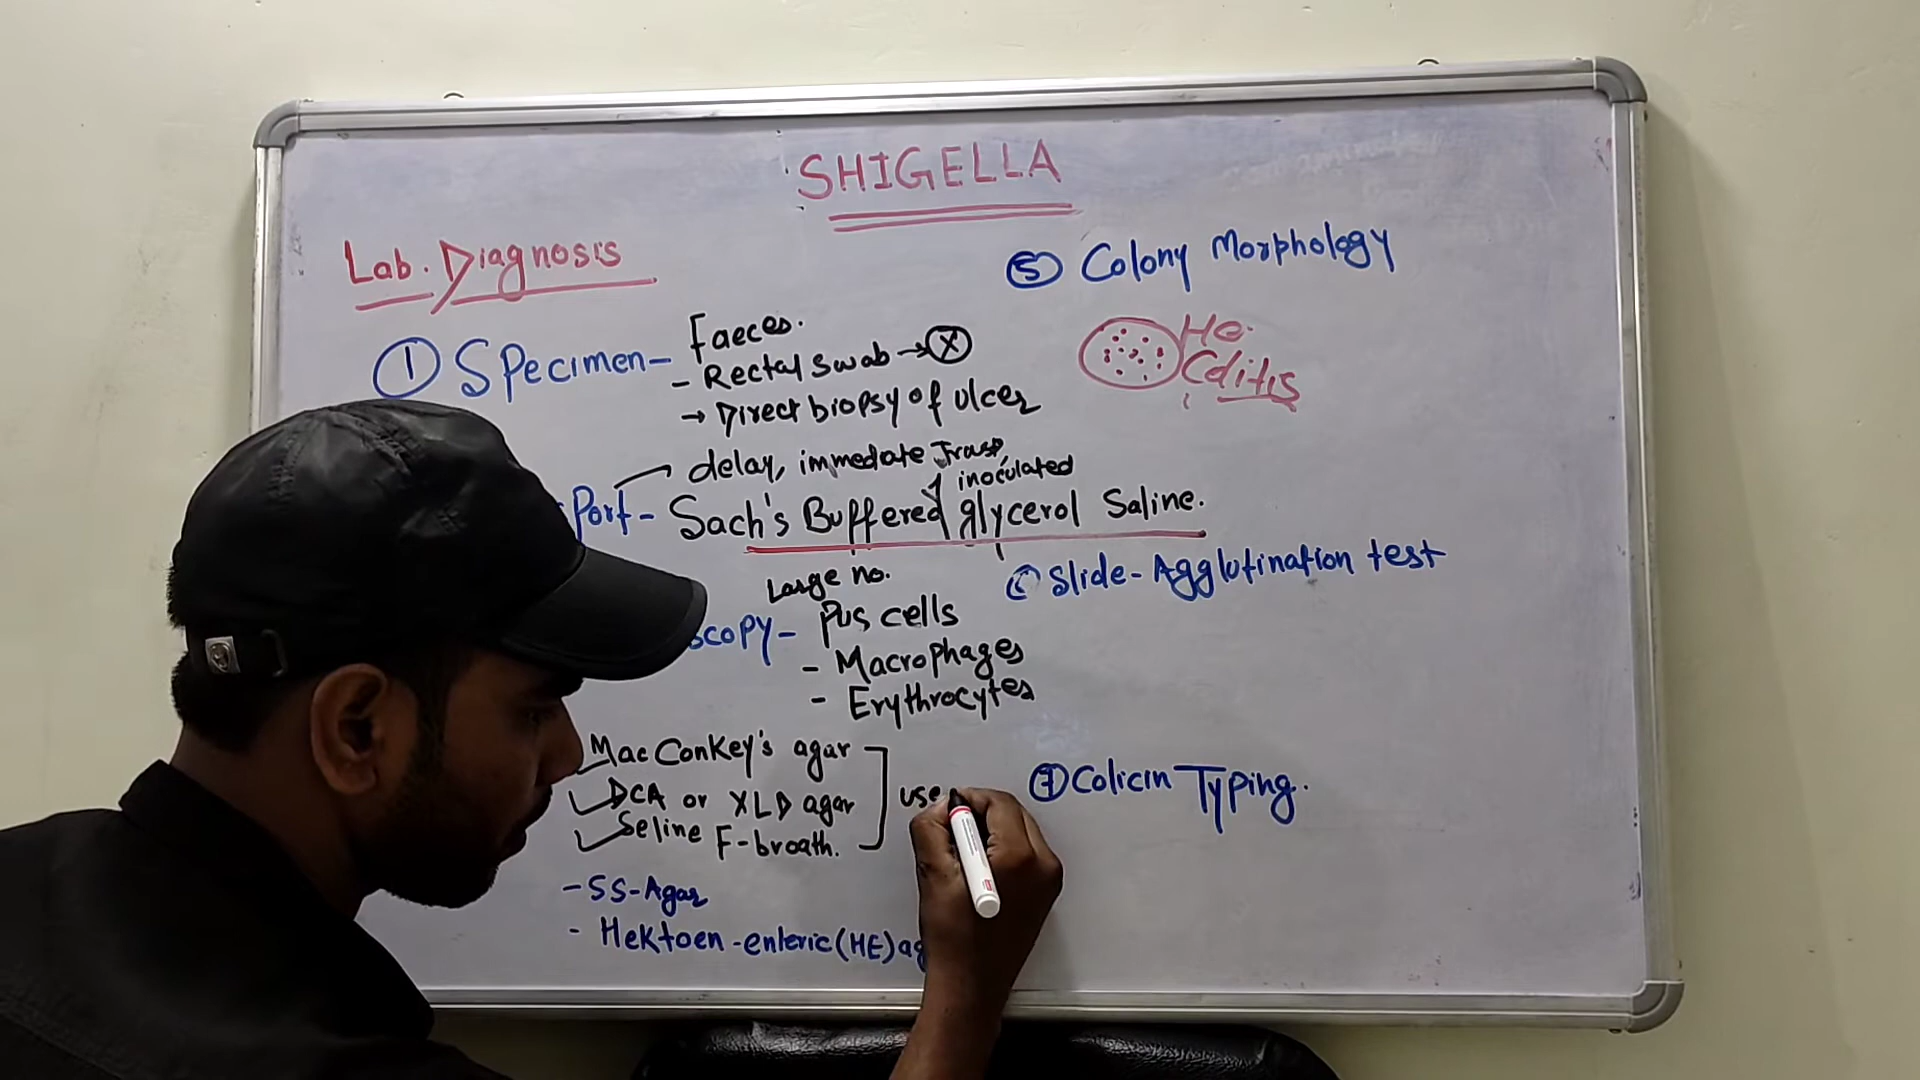 SHIGELLA
Lab. Diagnosis
① Specimen- Faeces.
- Rectal swab → Ⓧ
→ Direct biopsy of ulcer
delay, immediate Trasp,
inoculated
Port- Sach's Buffered glycerol Saline.
Large no.
scopy- Pus cells
- Macrophages
- Erythrocytes
MacConkey's agar
DCA or XLD agar
Seline F-broath.
use
- SS-Agar
- Hektoen-enteric (HE) ag
⑤ Colony Morphology
He.
Colitis
Slide-Agglutination test
⑦ Colicin Typing.